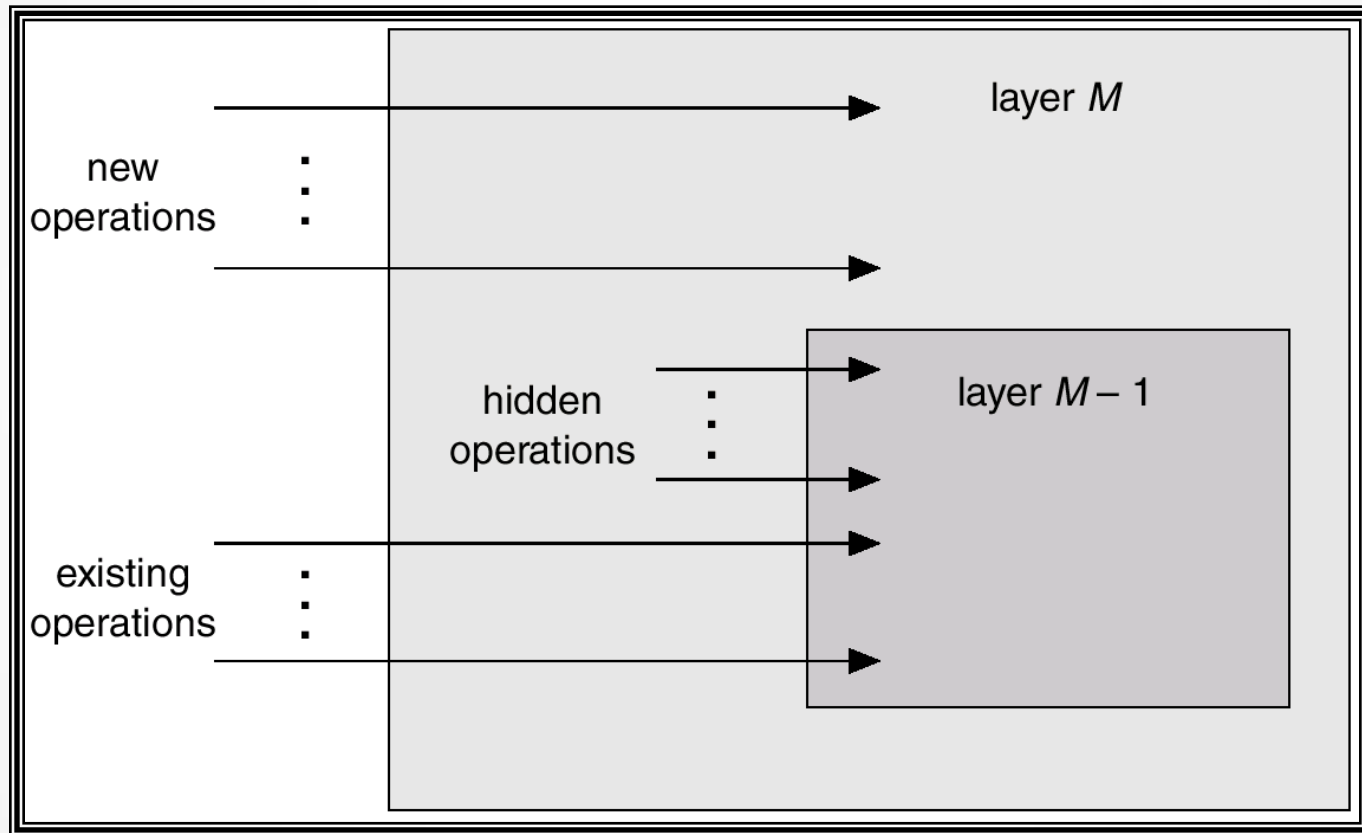 layer M
new
operations
hidden
operations
layer M – 1
existing
operations